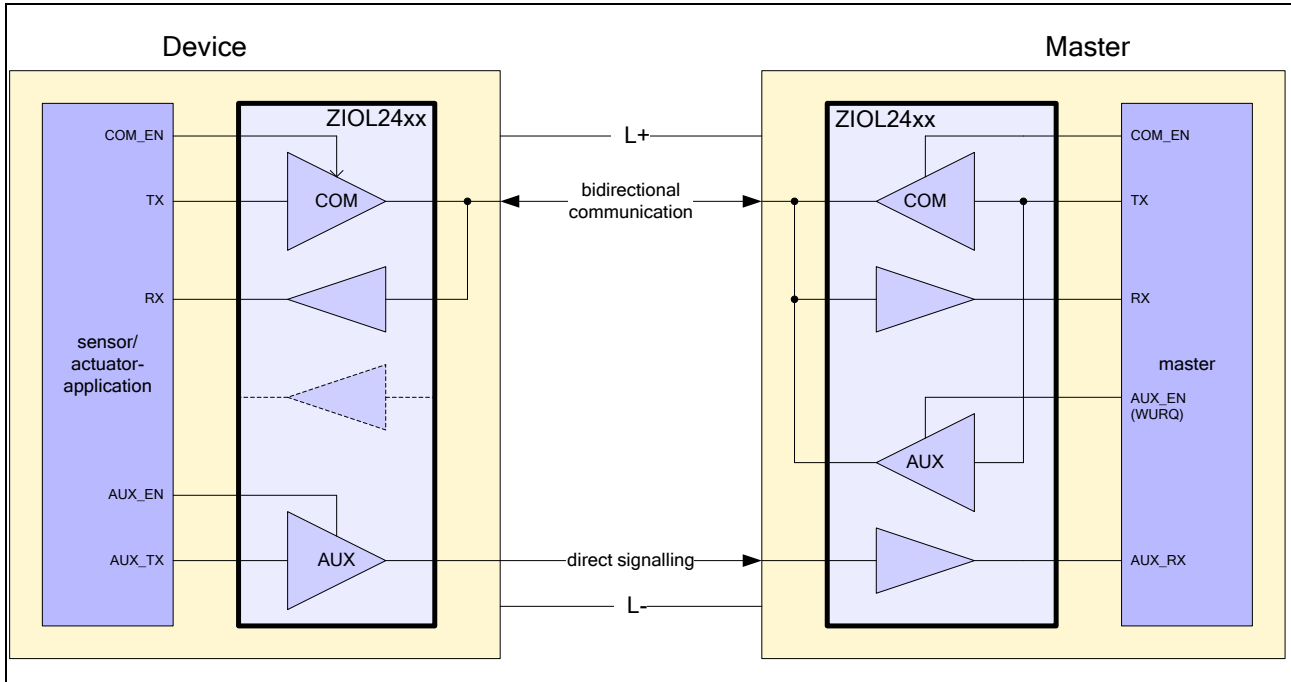 Device
Master
ZIOL24xx
COM_EN
COM
TX
RX
sensor/
actuator-
application
AUX_EN
AUX_TX
AUX
L+
bidirectional
communication
direct signalling
L-
ZIOL24xx
COM_EN
COM
TX
RX
master
AUX_EN
(WURQ)
AUX
AUX_RX